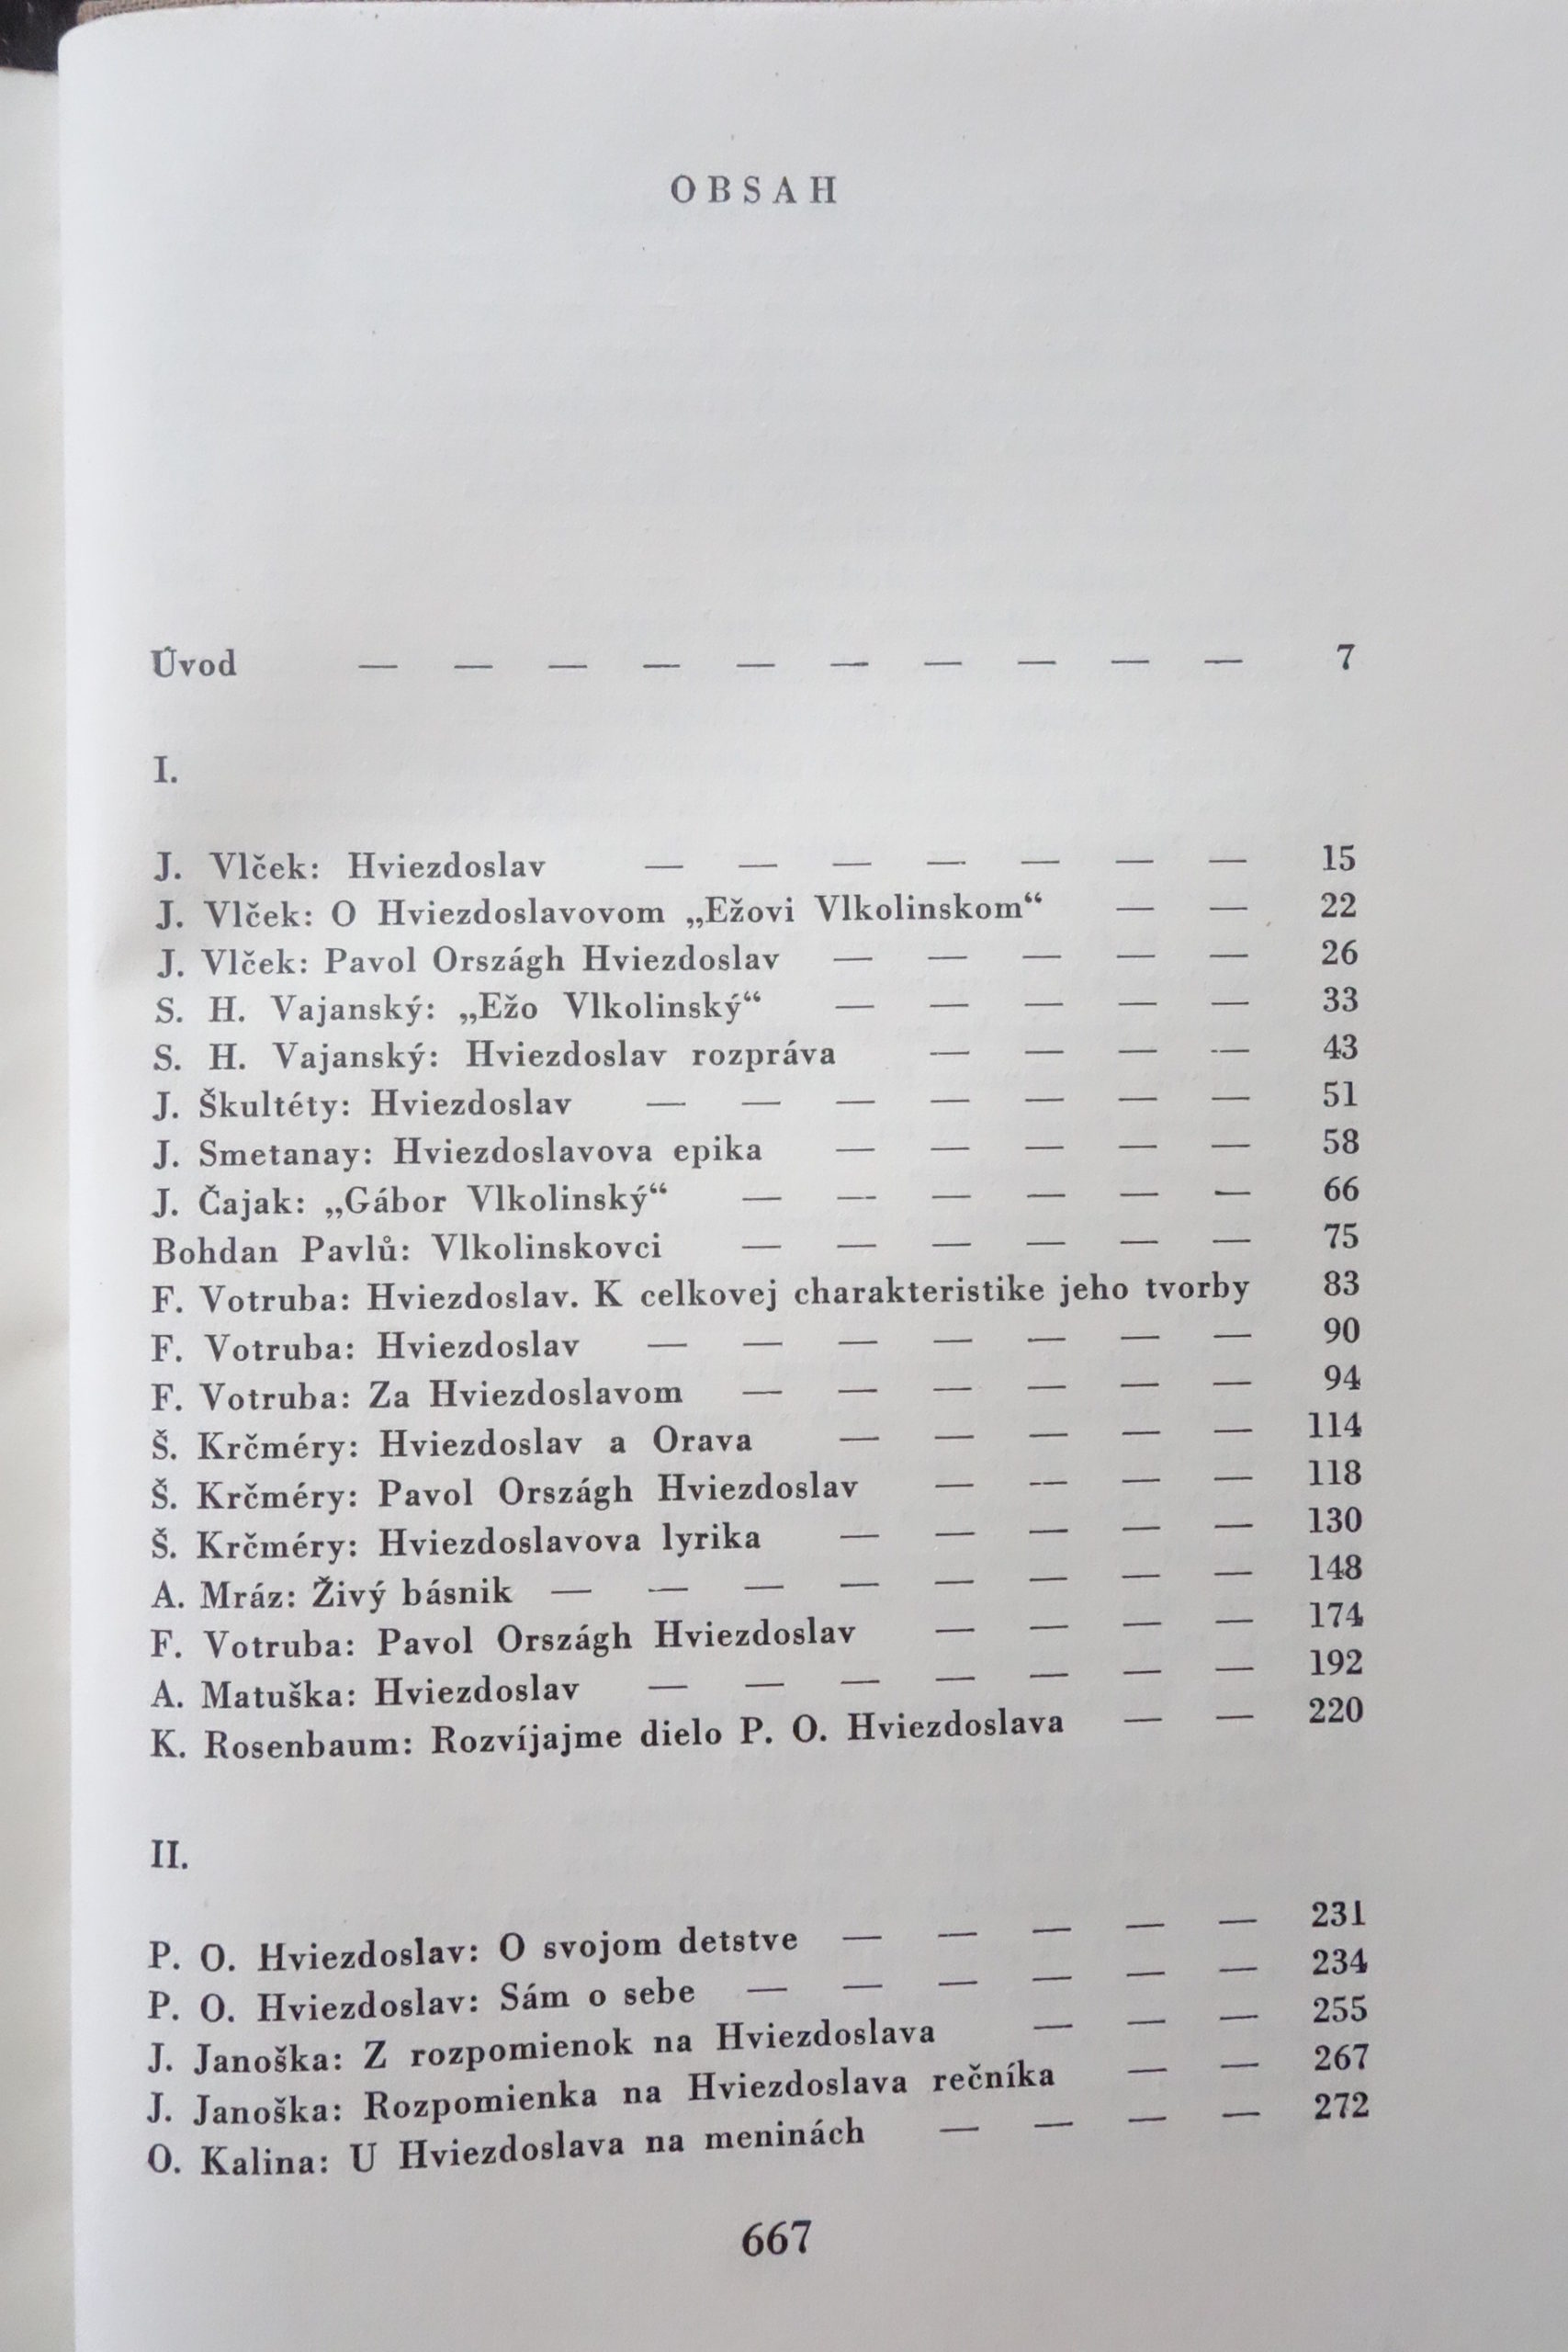 OBSAH
Úvod — — — — — — — — — — 7
I.
J. Vlček: Hviezdoslav — — — — — — — 15
J. Vlček: O Hviezdoslavovom „Ežovi Vlkolinskom“ — — 22
J. Vlček: Pavol Országh Hviezdoslav — — — — — 26
S. H. Vajanský: „Ežo Vlkolinský“ — — — — — 33
S. H. Vajanský: Hviezdoslav rozpráva — — — — 43
J. Škultéty: Hviezdoslav — — — — — — — 51
J. Smetanay: Hviezdoslavova epika — — — — — 58
J. Čajak: „Gábor Vlkolinský“ — — — — — — 66
Bohdan Pavlů: Vlkolinskovci — — — — — — 75
F. Votruba: Hviezdoslav. K celkovej charakteristike jeho tvorby 83
F. Votruba: Hviezdoslav — — — — — — — 90
F. Votruba: Za Hviezdoslavom — — — — — — 94
Š. Krčméry: Hviezdoslav a Orava — — — — — 114
Š. Krčméry: Pavol Országh Hviezdoslav — — — — 118
Š. Krčméry: Hviezdoslavova lyrika — — — — — 130
A. Mráz: Živý básnik — — — — — — — — 148
F. Votruba: Pavol Országh Hviezdoslav — — — — 174
A. Matuška: Hviezdoslav — — — — — — — 192
K. Rosenbaum: Rozvíjajme dielo P. O. Hviezdoslava — — 220
II.
P. O. Hviezdoslav: O svojom detstve — — — — — 231
P. O. Hviezdoslav: Sám o sebe — — — — — — 234
J. Janoška: Z rozpomienok na Hviezdoslava — — — 255
J. Janoška: Rozpomienka na Hviezdoslava rečníka — — 267
O. Kalina: U Hviezdoslava na meninách — — — — 272
667